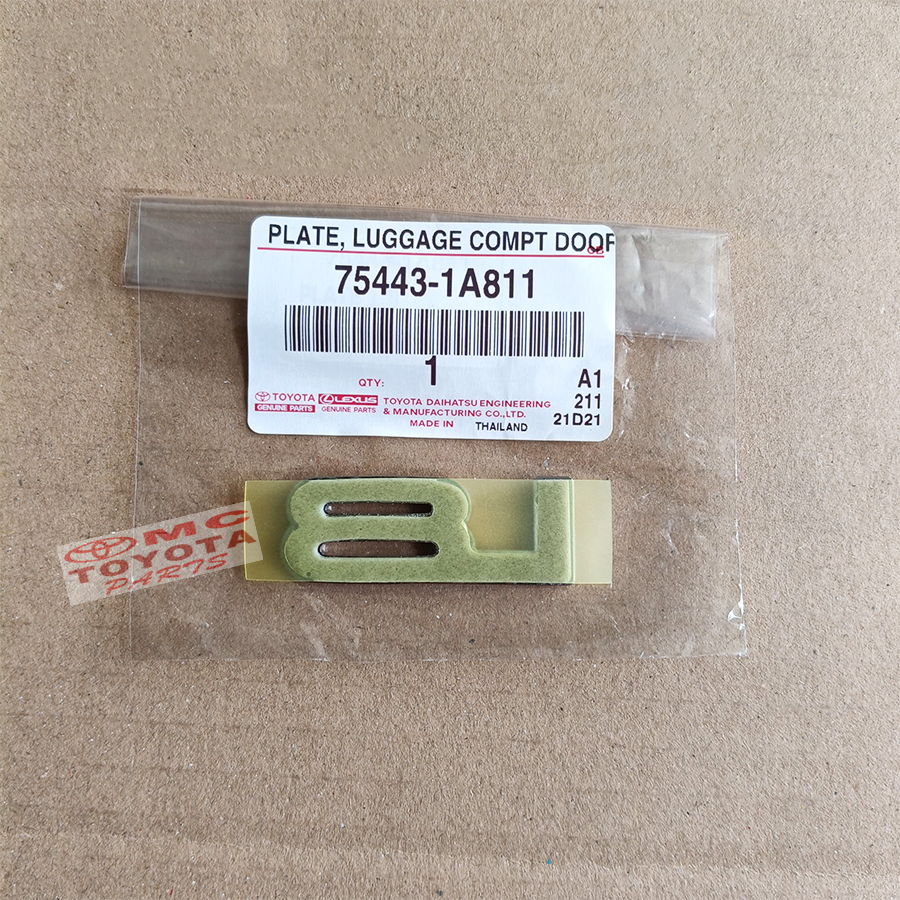 PLATE, LUGGAGE COMPT DOOR
75443-1A811
QTY: 1
A1
TOYOTA LEXUS TOYOTA DAIHATSU ENGINEERING 211
GENUINE PARTS GENUINE PARTS & MANUFACTURING CO.,LTD. 21D21
MADE IN THAILAND
MC
TOYOTA
PARTS